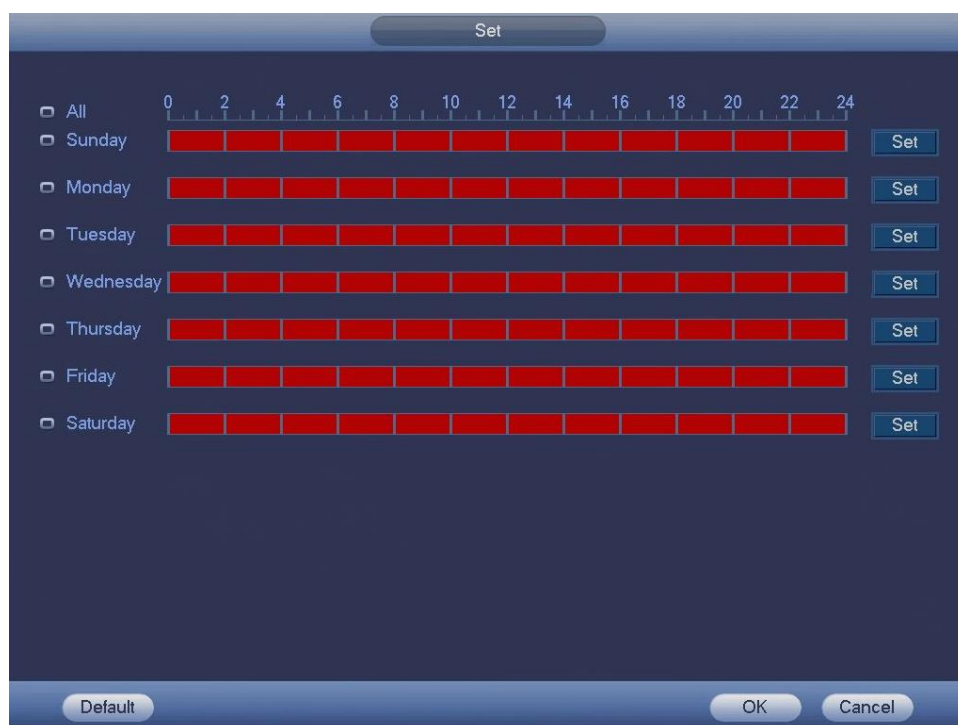 Set
0 2 4 6 8 10 12 14 16 18 20 22 24
All
Sunday Set
Monday Set
Tuesday Set
Wednesday Set
Thursday Set
Friday Set
Saturday Set
Default OK Cancel